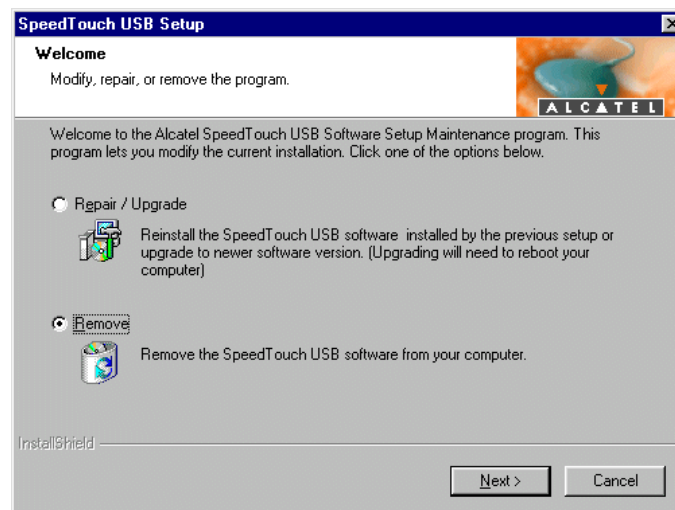 SpeedTouch USB Setup
Welcome
Modify, repair, or remove the program.
ALCATEL
Welcome to the Alcatel SpeedTouch USB Software Setup Maintenance program. This
program lets you modify the current installation. Click one of the options below.
Repair / Upgrade
Reinstall the SpeedTouch USB software installed by the previous setup or
upgrade to newer software version. (Upgrading will need to reboot your
computer)
Remove
Remove the SpeedTouch USB software from your computer.
InstallShield
Next >
Cancel